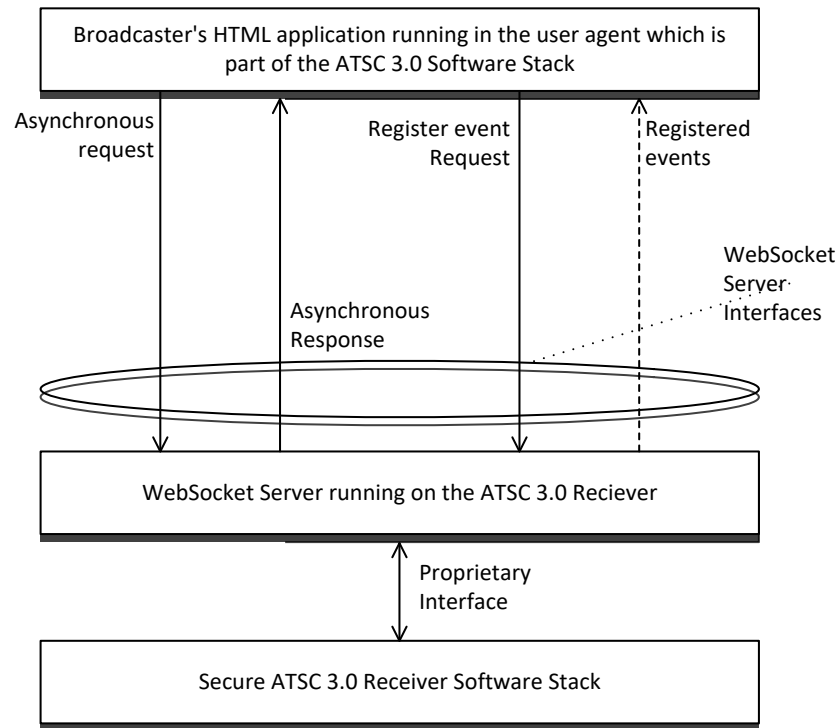 Broadcaster's HTML application running in the user agent which is
part of the ATSC 3.0 Software Stack
Asynchronous
request
Register event
Request
Registered
events
WebSocket
Server
Interfaces
Asynchronous
Response
WebSocket Server running on the ATSC 3.0 Reciever
Proprietary
Interface
Secure ATSC 3.0 Receiver Software Stack